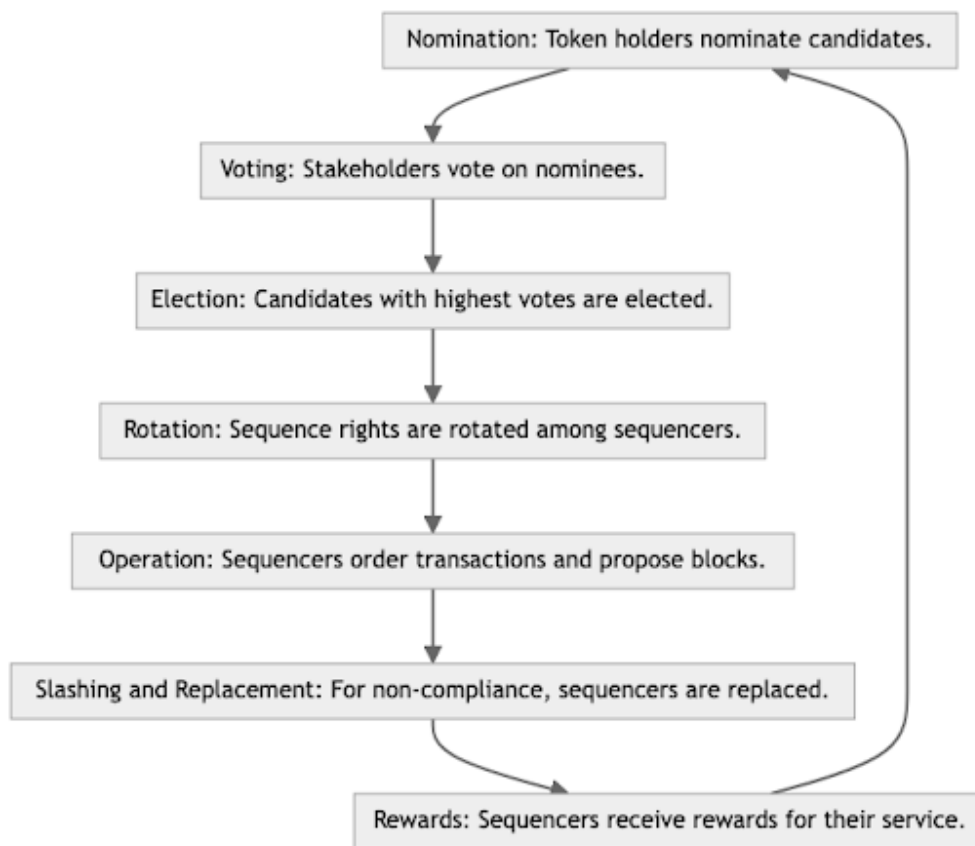 Nomination: Token holders nominate candidates.
Voting: Stakeholders vote on nominees.
Election: Candidates with highest votes are elected.
Rotation: Sequence rights are rotated among sequencers.
Operation: Sequencers order transactions and propose blocks.
Slashing and Replacement: For non-compliance, sequencers are replaced.
Rewards: Sequencers receive rewards for their service.